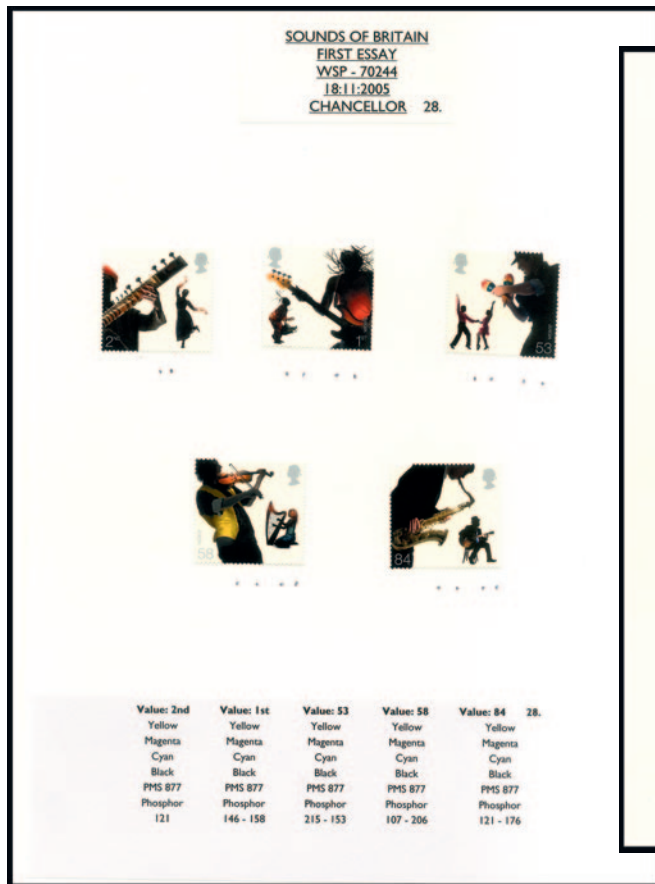 SOUNDS OF BRITAIN
FIRST ESSAY
WSP - 70244
18:11:2005
CHANCELLOR 28.
2nd
1st
53
58
84
Value: 2nd Value: 1st Value: 53 Value: 58 Value: 84 28.
Yellow Yellow Yellow Yellow Yellow
Magenta Magenta Magenta Magenta Magenta
Cyan Cyan Cyan Cyan Cyan
Black Black Black Black Black
PMS 877 PMS 877 PMS 877 PMS 877 PMS 877
Phosphor Phosphor Phosphor Phosphor Phosphor
121 146 - 158 215 - 153 107 - 206 121 - 176